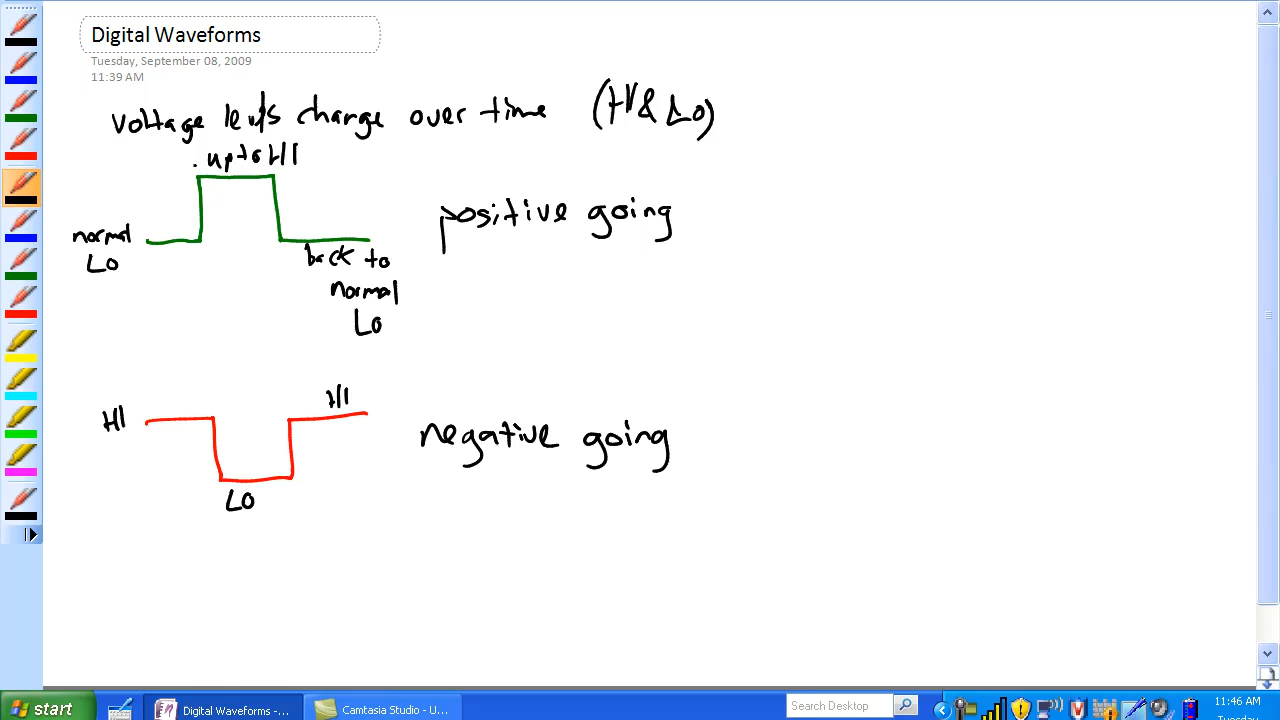 Digital Waveforms
Tuesday, September 08, 2009
11:39 AM
voltage levels change over time (HI & LO)
up to HI
positive going
normal
LO
back to
normal
LO
HI
HI
negative going
LO
Search Desktop
11:46 AM
start
Digital Waveforms -...
Camtasia Studio - U...
Tuesday